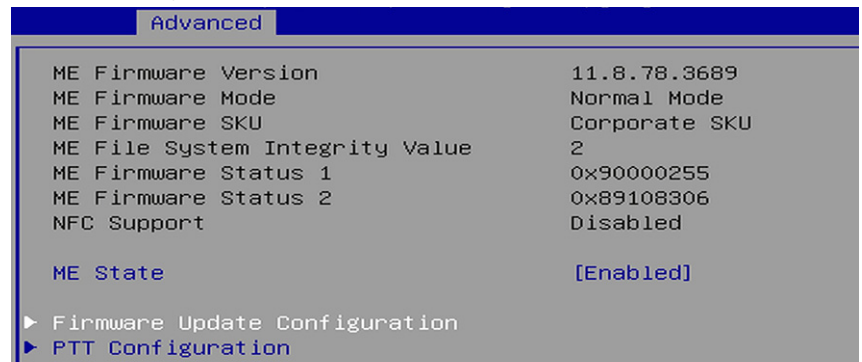 Advanced
ME Firmware Version 11.8.78.3689
ME Firmware Mode Normal Mode
ME Firmware SKU Corporate SKU
ME File System Integrity Value 2
ME Firmware Status 1 0x90000255
ME Firmware Status 2 0x89108306
NFC Support Disabled
ME State [Enabled]
► Firmware Update Configuration
► PTT Configuration